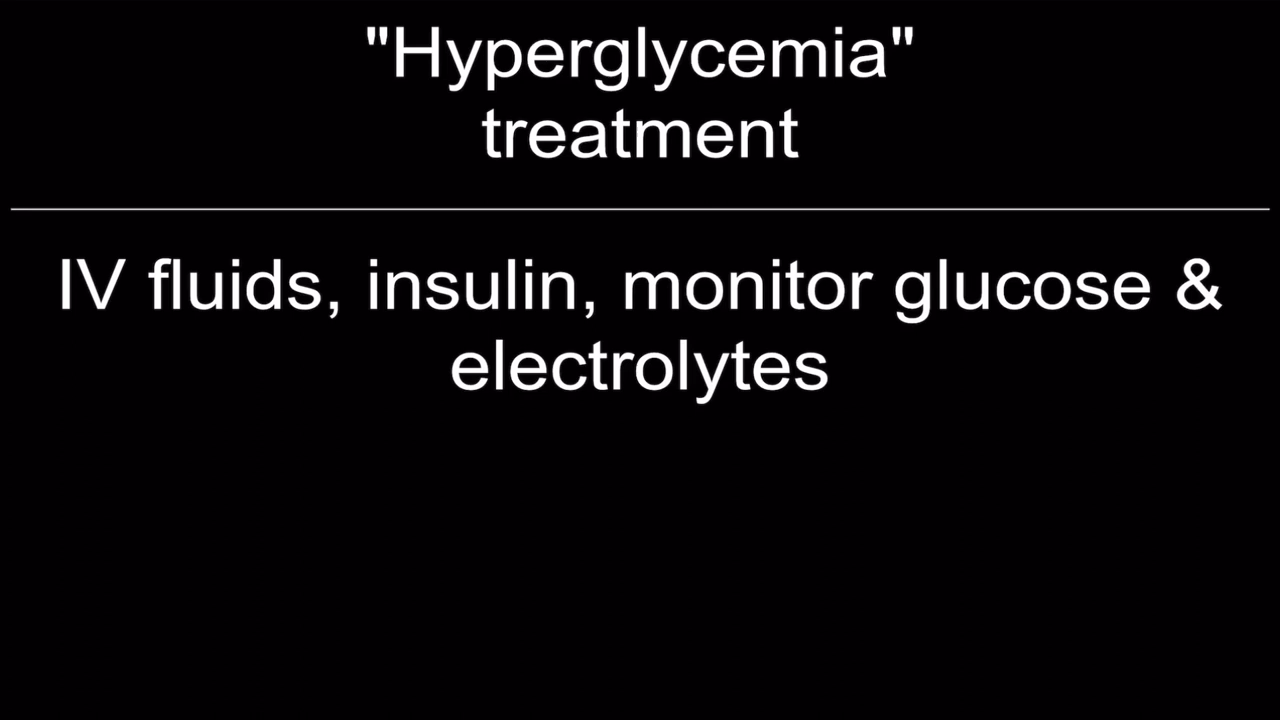 "Hyperglycemia"
treatment
IV fluids, insulin, monitor glucose &
electrolytes